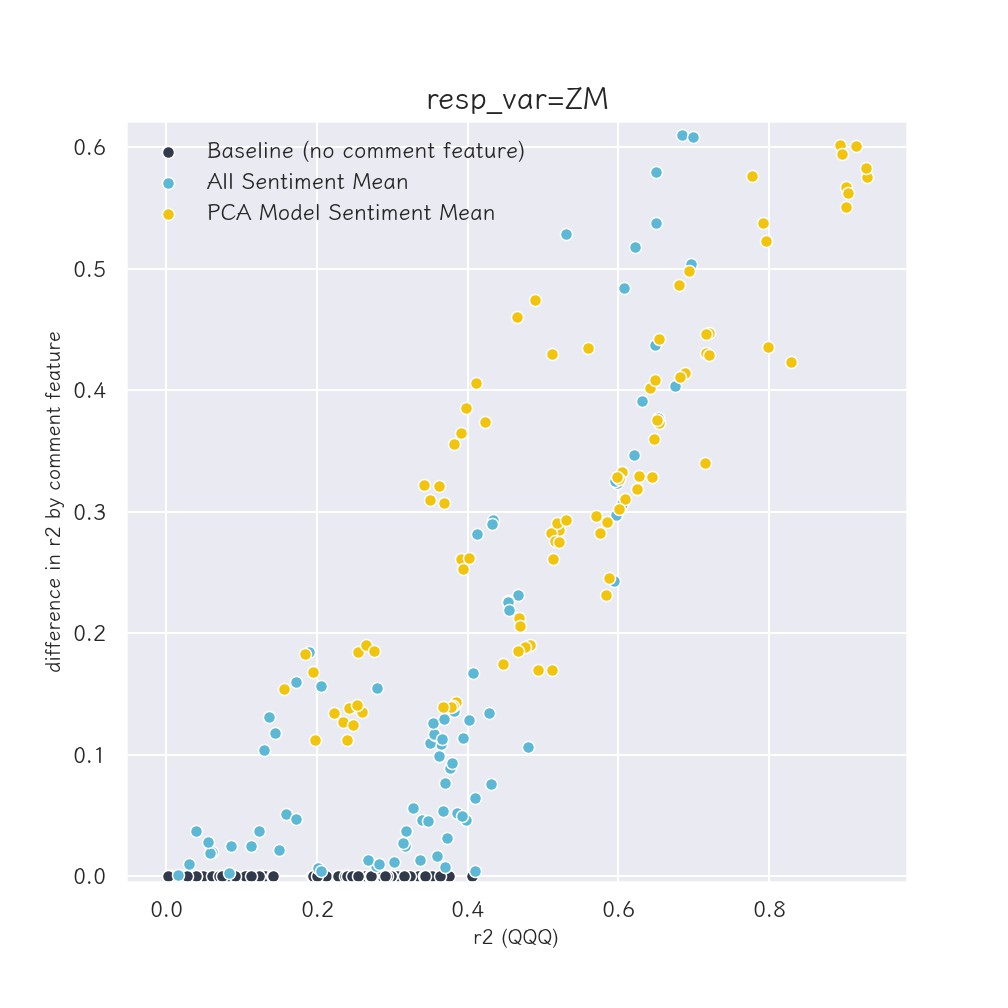 resp_var=ZM
Baseline (no comment feature)
All Sentiment Mean
PCA Model Sentiment Mean
difference in r2 by comment feature
0.6
0.5
0.4
0.3
0.2
0.1
0.0
0.0 0.2 0.4 0.6 0.8
r2 (QQQ)